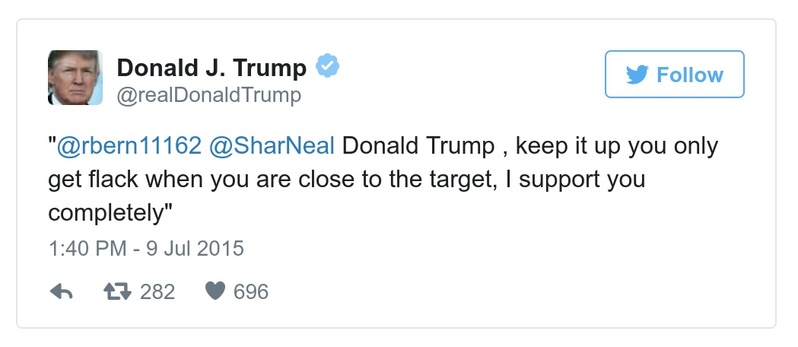 Donald J. Trump
@realDonaldTrump
Follow
"@rbern11162 @SharNeal Donald Trump , keep it up you only
get flack when you are close to the target, I support you
completely"
1:40 PM - 9 Jul 2015
282 696